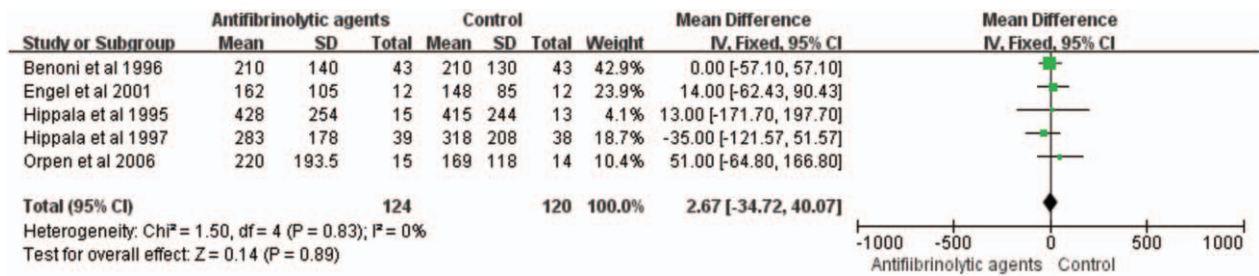 Antifibrinolytic agents Control Mean Difference Mean Difference
Study or Subgroup Mean SD Total Mean SD Total Weight IV, Fixed, 95% CI IV, Fixed, 95% CI
Benoni et al 1996 210 140 43 210 130 43 42.9% 0.00 [-57.10, 57.10]
Engel et al 2001 162 105 12 148 85 12 23.9% 14.00 [-62.43, 90.43]
Hippala et al 1995 428 254 15 415 244 13 4.1% 13.00 [-171.70, 197.70]
Hippala et al 1997 283 178 39 318 208 38 18.7% -35.00 [-121.57, 51.57]
Orpen et al 2006 220 193.5 15 169 118 14 10.4% 51.00 [-64.80, 166.80]
Total (95% CI) 124 120 100.0% 2.67 [-34.72, 40.07]
Heterogeneity: Chi² = 1.50, df = 4 (P = 0.83); I² = 0%
Test for overall effect: Z = 0.14 (P = 0.89)
-1000 -500 0 500 1000
Antifiibrinolytic agents Control